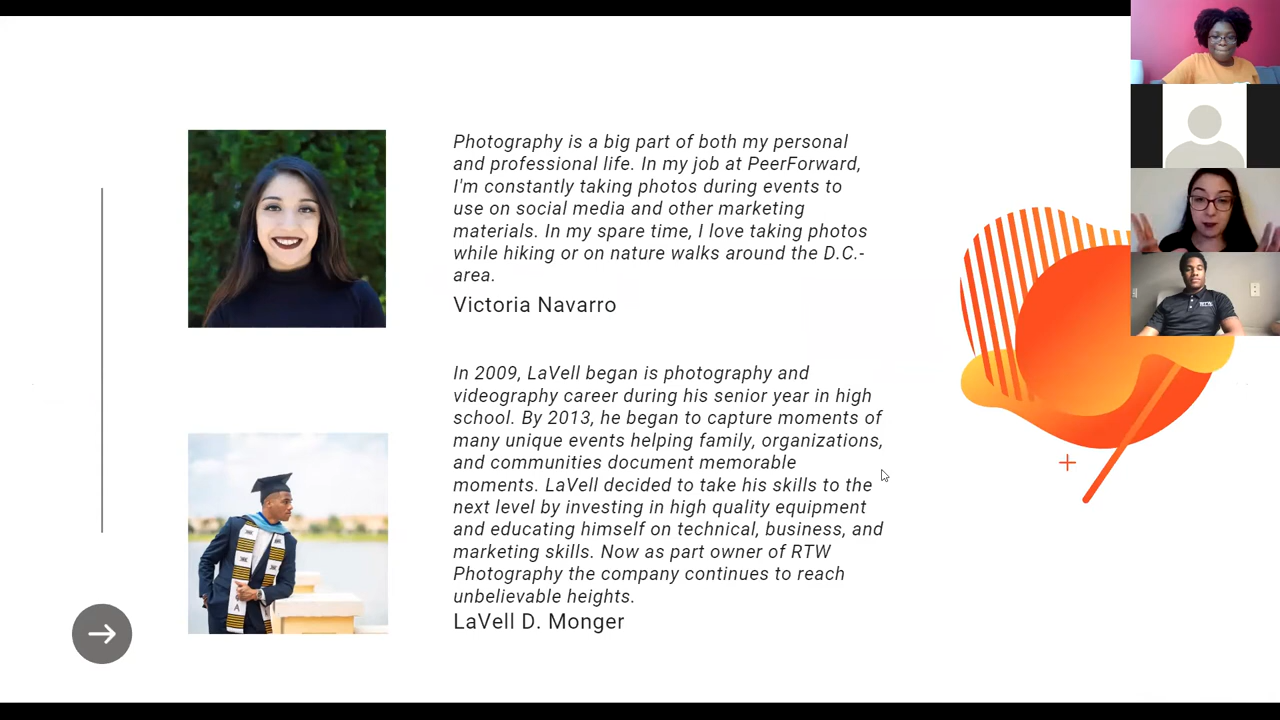 Photography is a big part of both my personal
and professional life. In my job at PeerForward,
I'm constantly taking photos during events to
use on social media and other marketing
materials. In my spare time, I love taking photos
while hiking or on nature walks around the D.C.-
area.
Victoria Navarro
In 2009, LaVell began is photography and
videography career during his senior year in high
school. By 2013, he began to capture moments of
many unique events helping family, organizations,
and communities document memorable
moments. LaVell decided to take his skills to the
next level by investing in high quality equipment
and educating himself on technical, business, and
marketing skills. Now as part owner of RTW
Photography the company continues to reach
unbelievable heights.
LaVell D. Monger